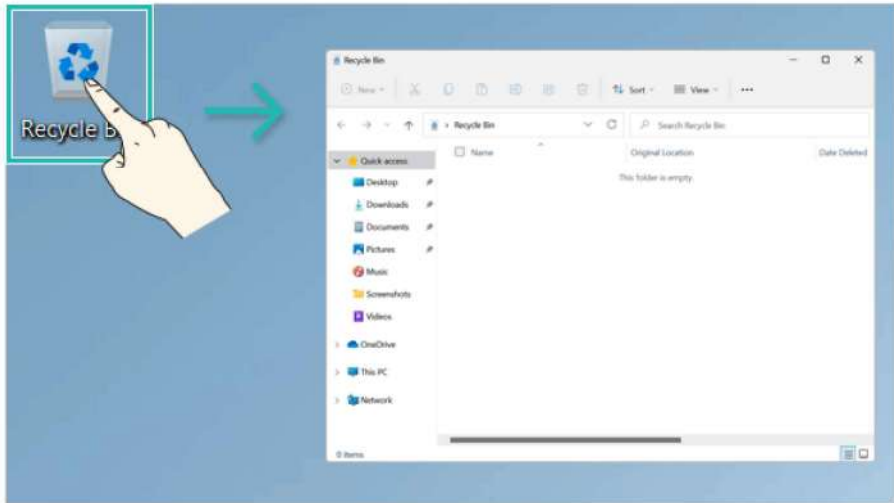 Recycle B
Recycle Bin
New
Sort
View
Recycle Bin
Search Recycle Bin
Name
Original Location
Date Deleted
This folder is empty.
Quick access
Desktop
Downloads
Documents
Pictures
Music
Screenshots
Videos
OneDrive
This PC
Network
0 items